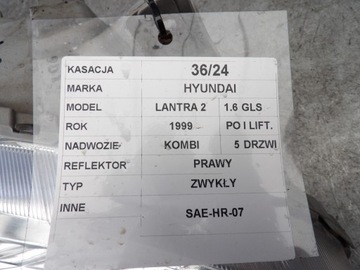 KASACJA 36/24
MARKA HYUNDAI
MODEL LANTRA 2 1.6 GLS
ROK 1999 PO I LIFT.
NADWOZIE KOMBI 5 DRZWI
REFLEKTOR PRAWY
TYP ZWYKŁY
INNE SAE-HR-07